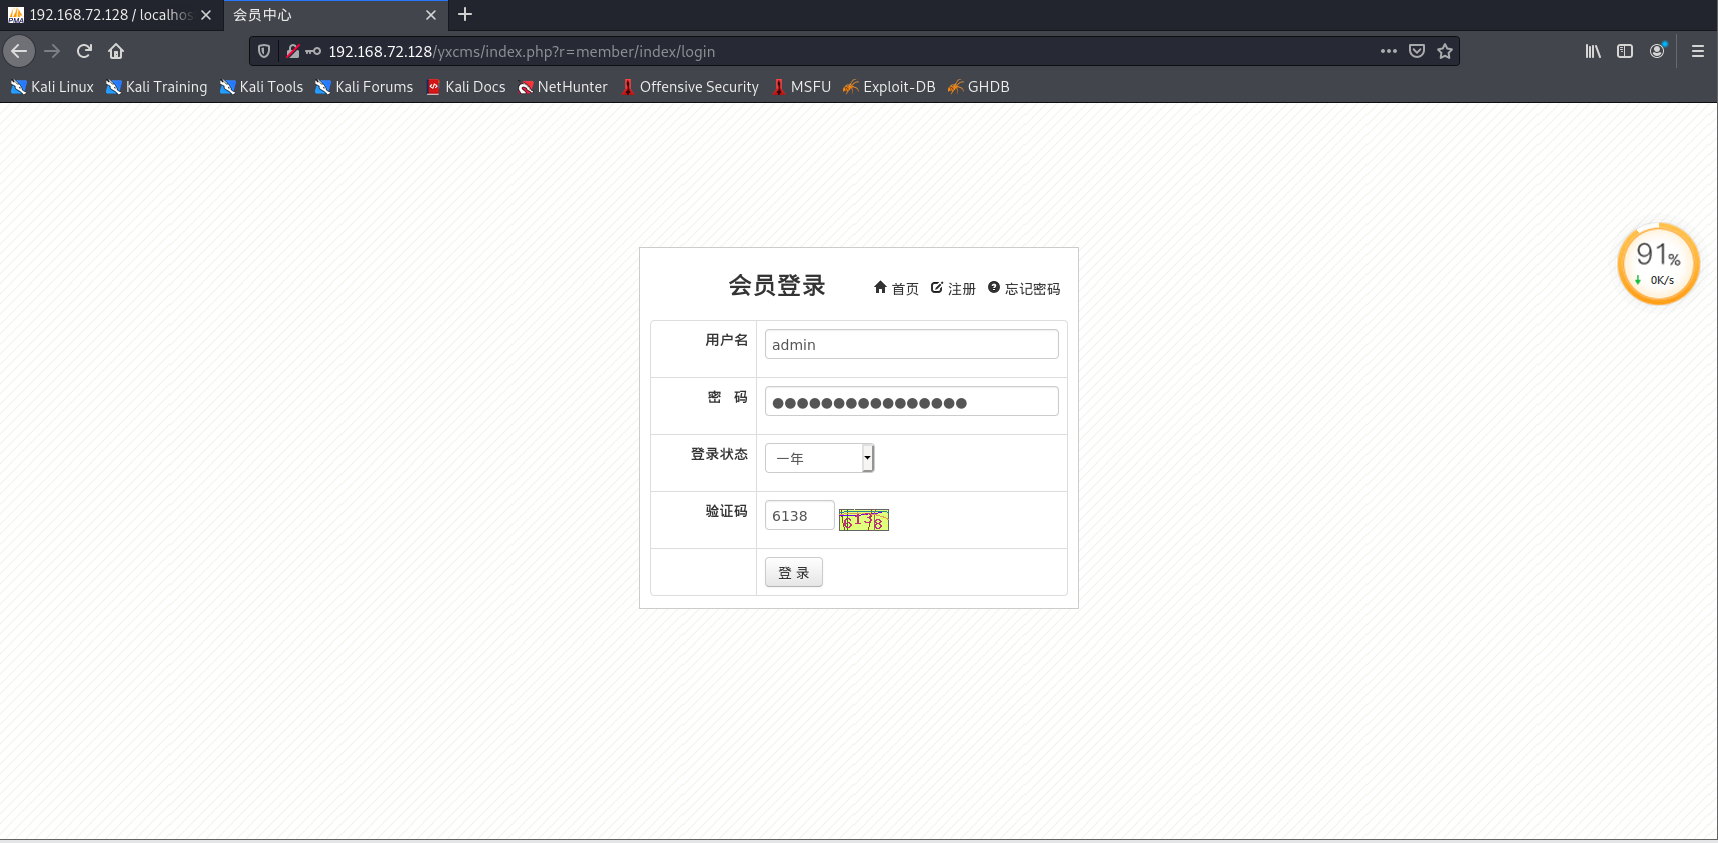 192.168.72.128 / localhos
会员中心
192.168.72.128/yxcms/index.php?r=member/index/login
Kali Linux Kali Training Kali Tools Kali Forums Kali Docs NetHunter Offensive Security MSFU Exploit-DB GHDB
会员登录 首页 注册 忘记密码
用户名 admin
密 码
登录状态 一年
验证码 6138 6138
登 录
91%
0K/s